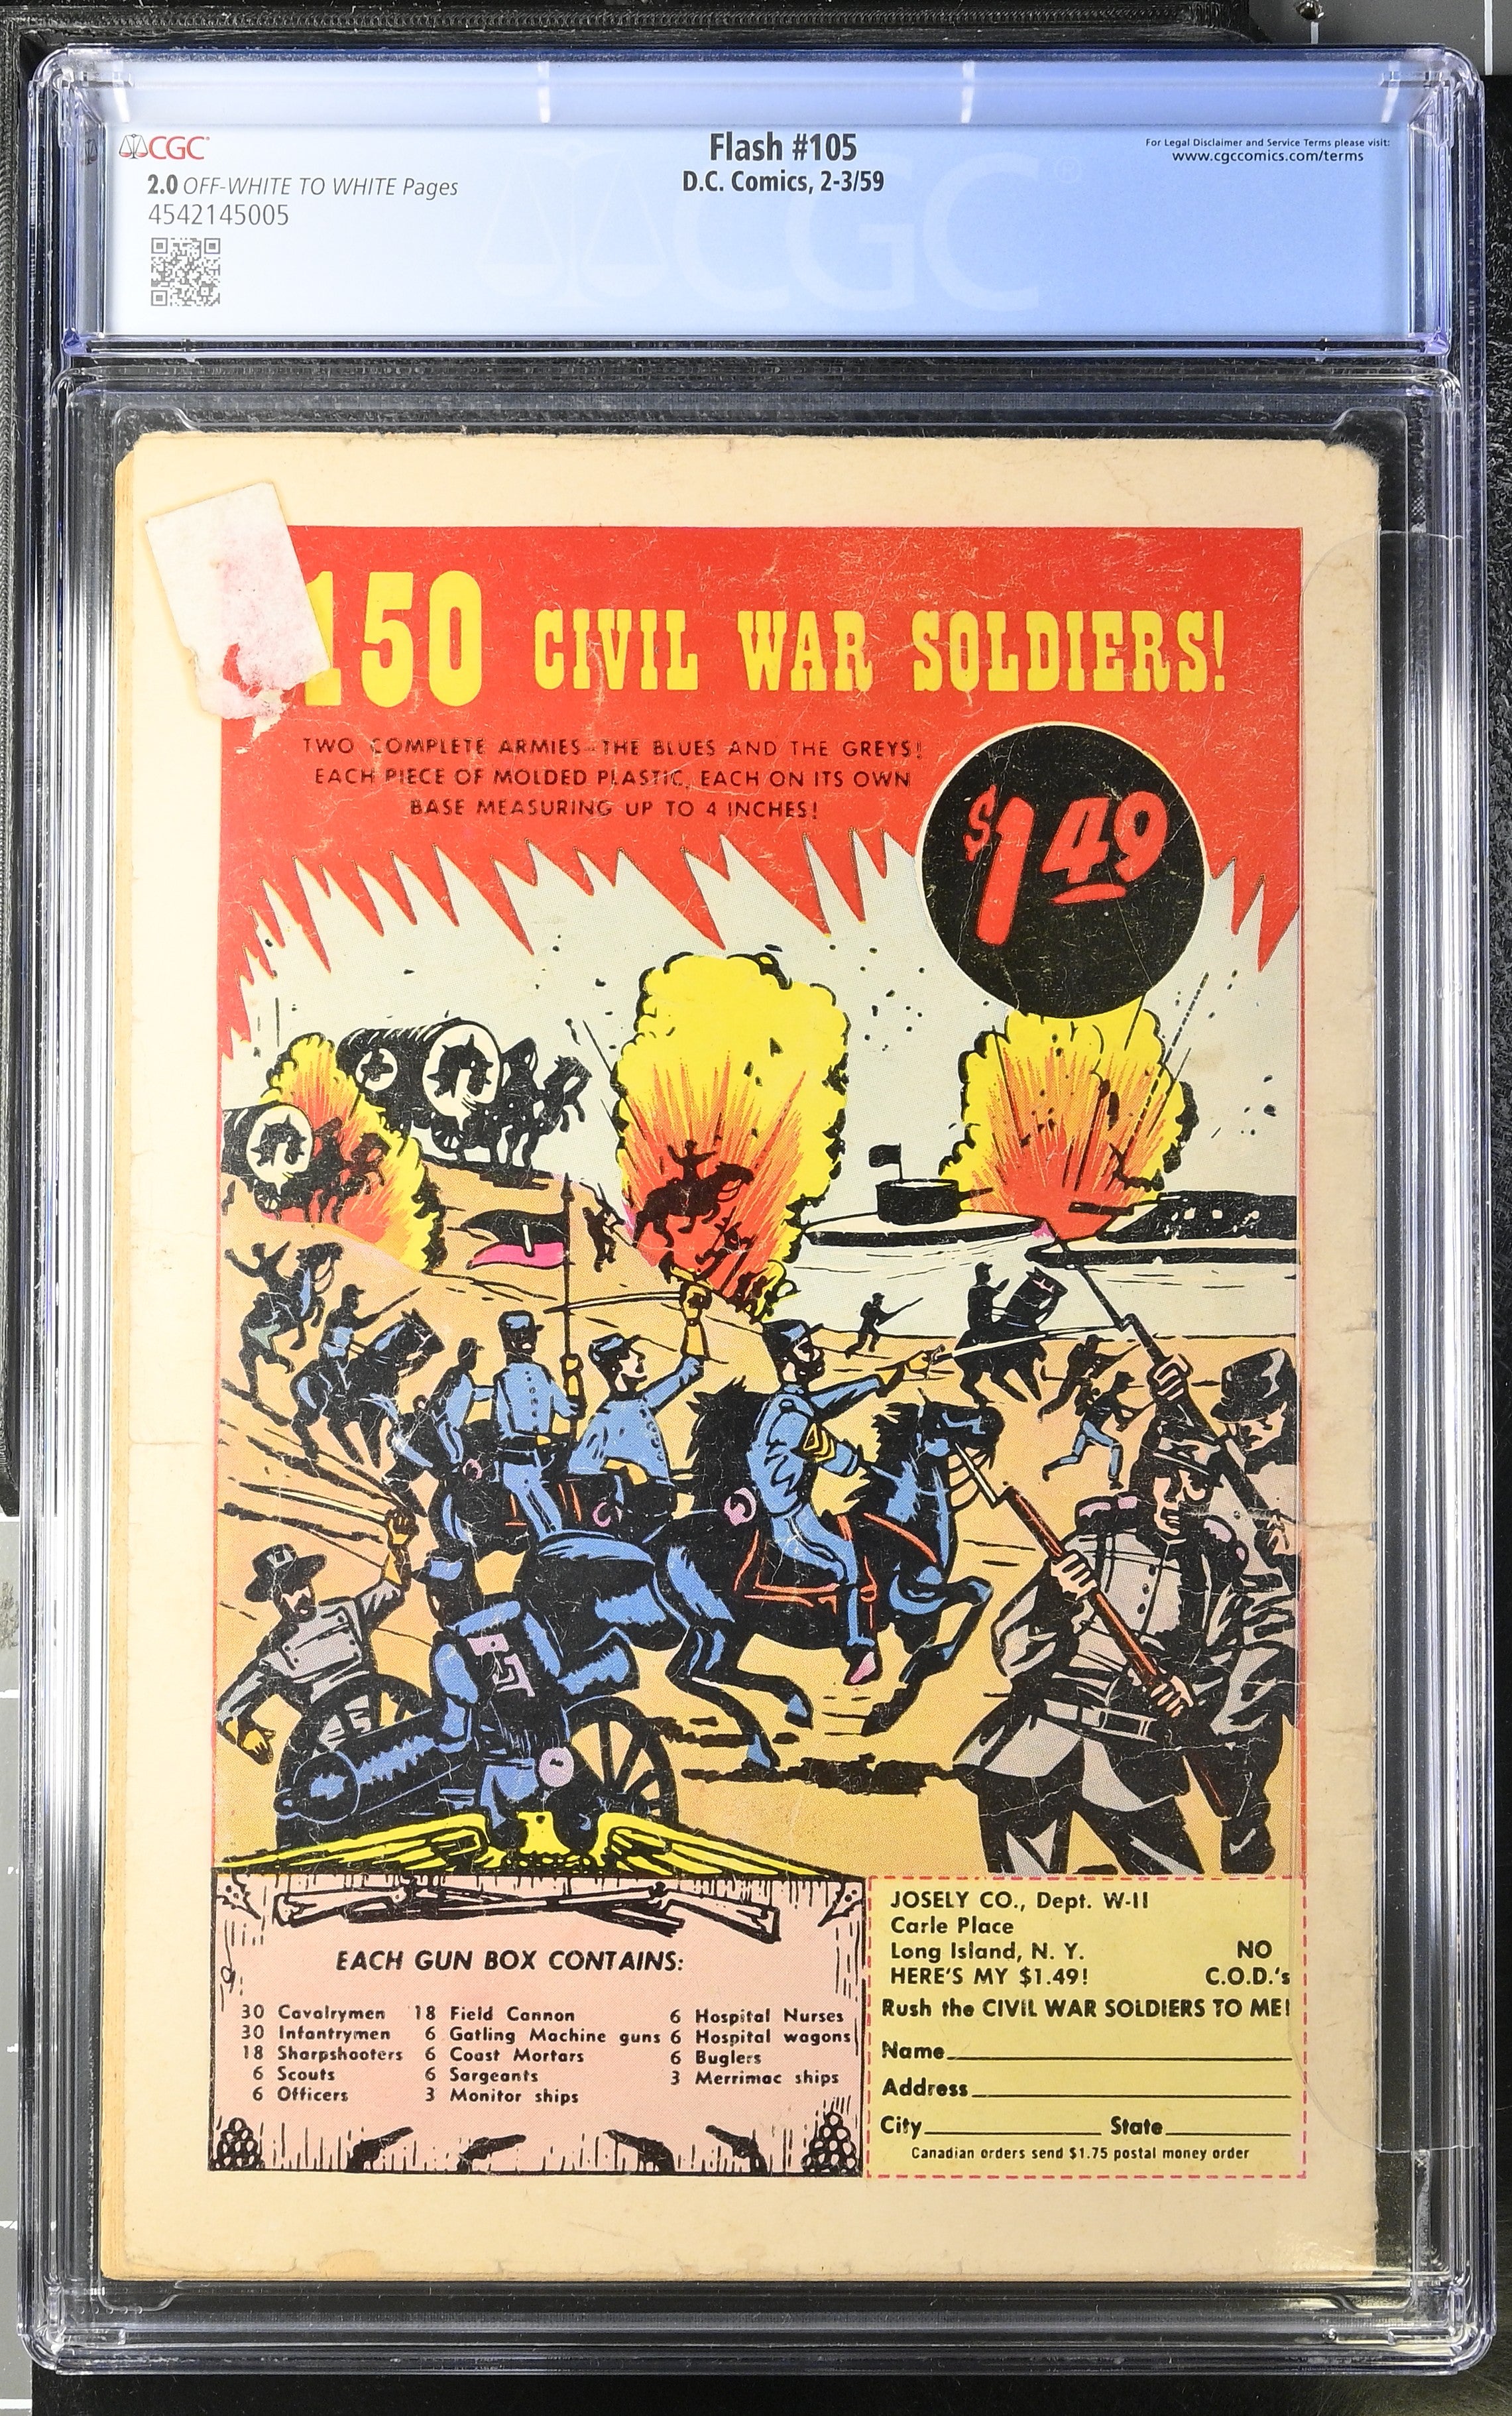 CGC
Flash #105
D.C. Comics, 2-3/59
For Legal Disclaimer and Service Terms please visit:
www.cgccomics.com/terms
2.0 OFF-WHITE TO WHITE Pages
4542145005
CGC
150 CIVIL WAR SOLDIERS!
TWO COMPLETE ARMIES—THE BLUES AND THE GREYS!
EACH PIECE OF MOLDED PLASTIC, EACH ON ITS OWN
BASE MEASURING UP TO 4 INCHES!
$1 49
EACH GUN BOX CONTAINS:
30 Cavalrymen 18 Field Cannon 6 Hospital Nurses
30 Infantrymen 6 Gatling Machine guns 6 Hospital wagons
18 Sharpshooters 6 Coast Mortars 6 Buglers
6 Scouts 6 Sargeants 3 Merrimac ships
6 Officers 3 Monitor ships
JOSELY CO., Dept. W-11
Carle Place
Long Island, N. Y. NO
HERE'S MY $1.49! C.O.D.'s
Rush the CIVIL WAR SOLDIERS TO ME!
Name
Address
City State
Canadian orders send $1.75 postal money order